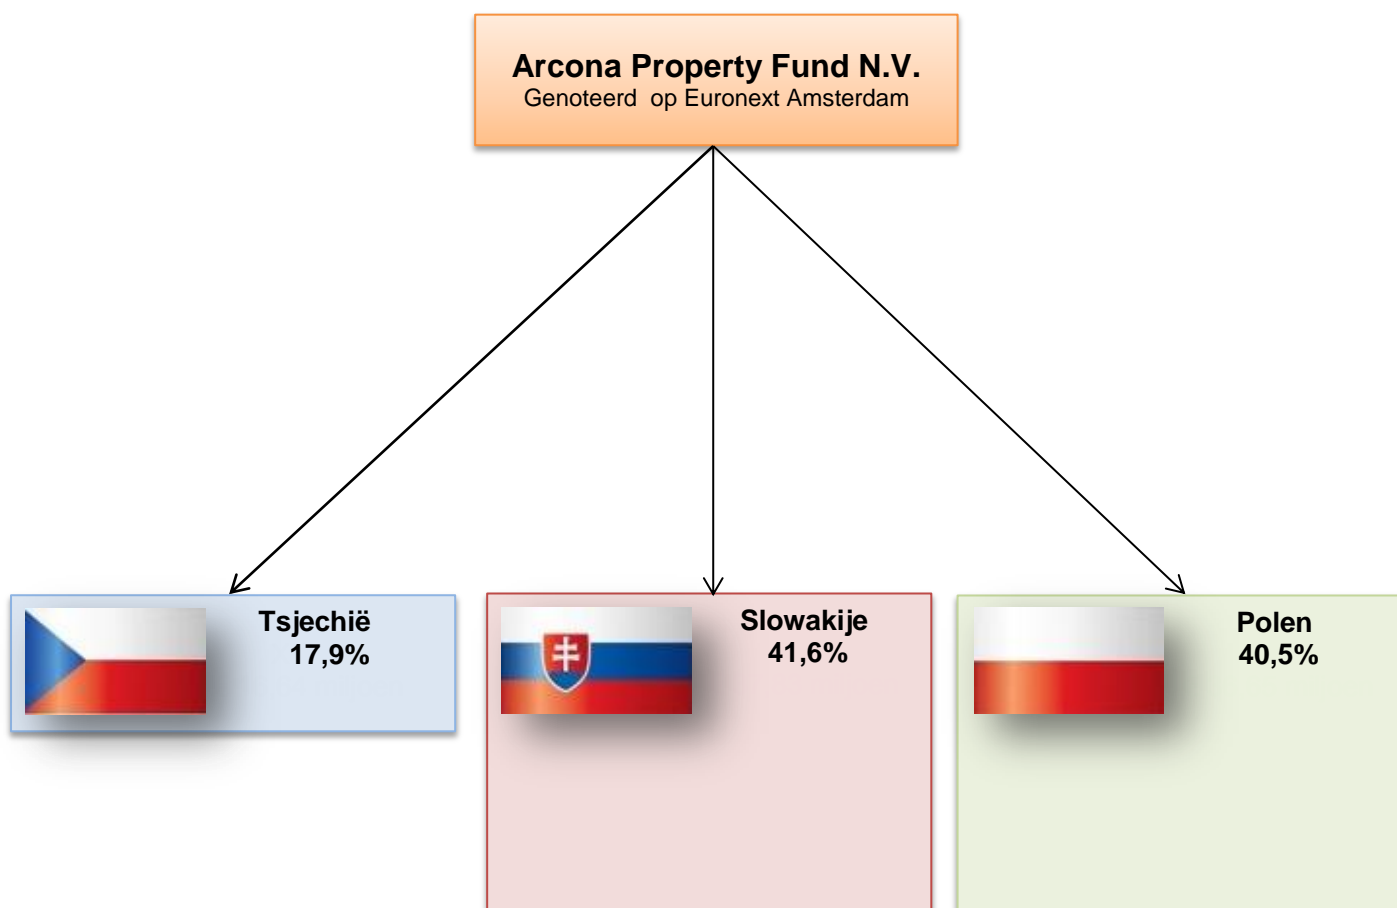 Arcona Property Fund N.V.
Genoteerd op Euronext Amsterdam
Tsjechië
17,9%
Slowakije
41,6%
Polen
40,5%